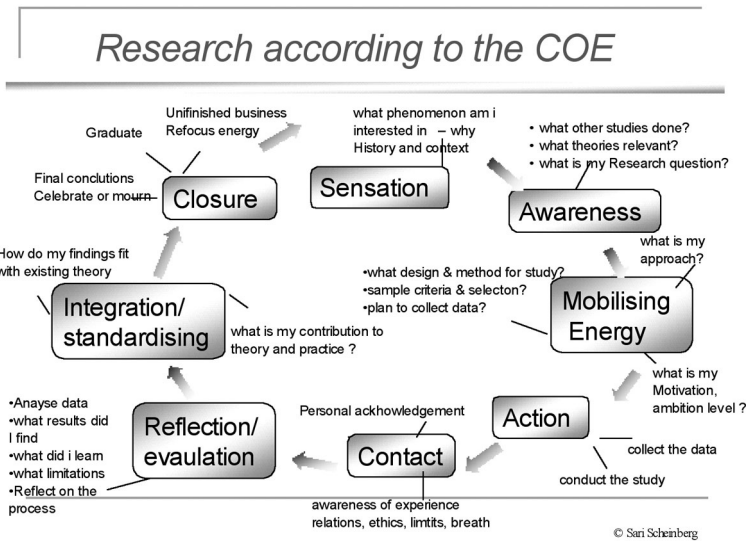 Research according to the COE
Unifinished business
Refocus energy
Graduate
Final conclutions
Celebrate or mourn
Closure
what phenomenon am i
interested in – why
History and context
Sensation
• what other studies done?
• what theories relevant?
• what is my Research question?
Awareness
what is my
approach?
•what design & method for study?
•sample criteria & selecton?
•plan to collect data?
Mobilising
Energy
what is my
Motivation,
ambition level ?
Action
collect the data
conduct the study
Personal ackhowledgement
Contact
awareness of experience
relations, ethics, limtits, breath
Reflection/
evaulation
•Anayse data
•what results did
I find
•what did i learn
•what limitations
•Reflect on the
process
Integration/
standardising
How do my findings fit
with existing theory
what is my contribution to
theory and practice ?
© Sari Scheinberg